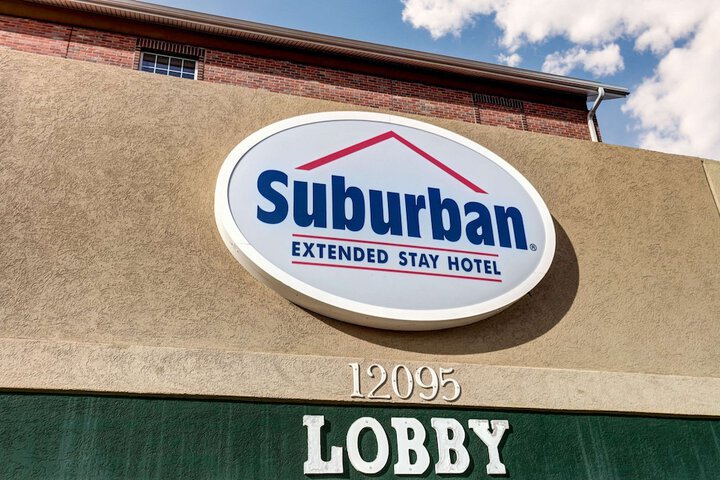 Suburban®
EXTENDED STAY HOTEL
12095
LOBBY